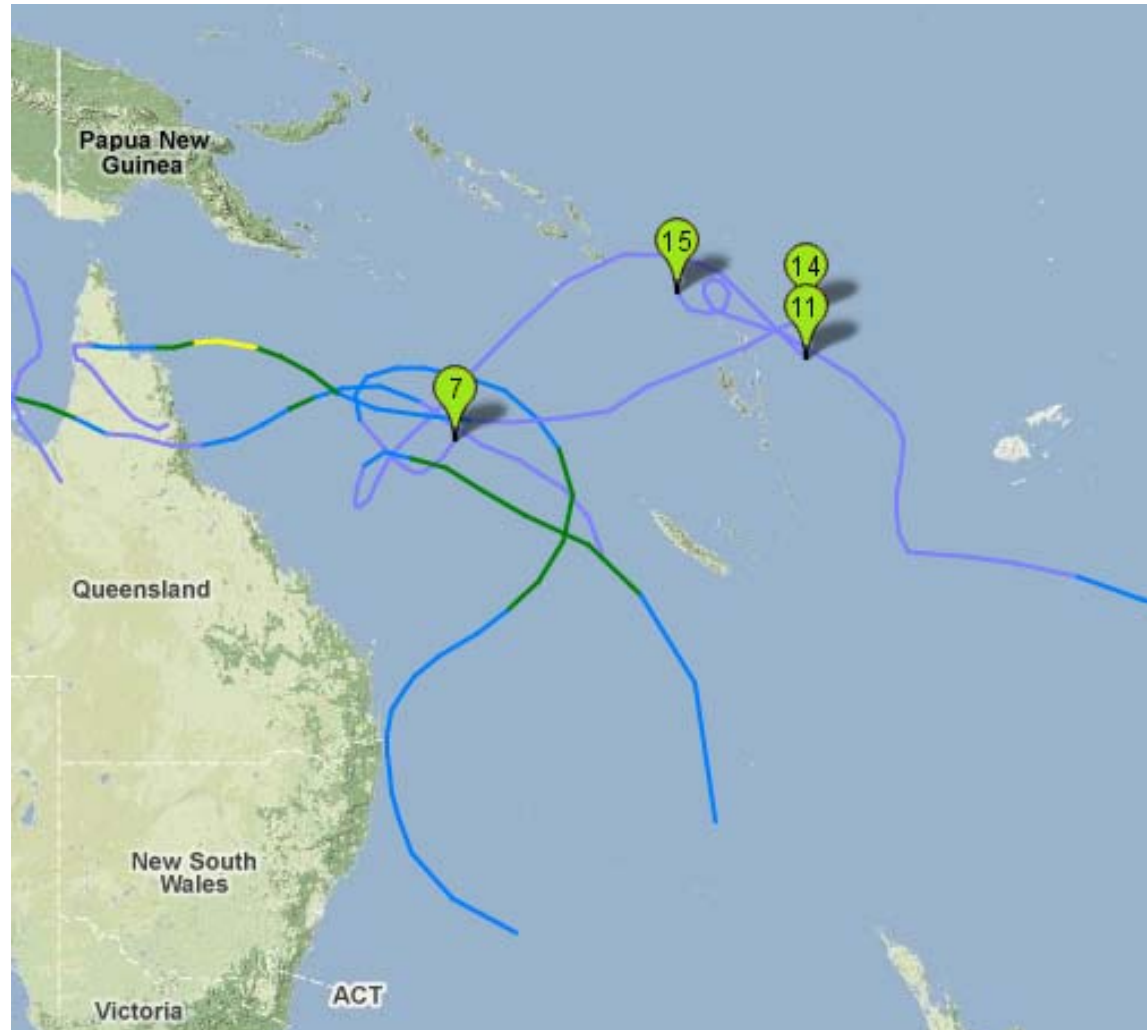 Papua New
Guinea
15
14
11
7
Queensland
New South
Wales
ACT
Victoria